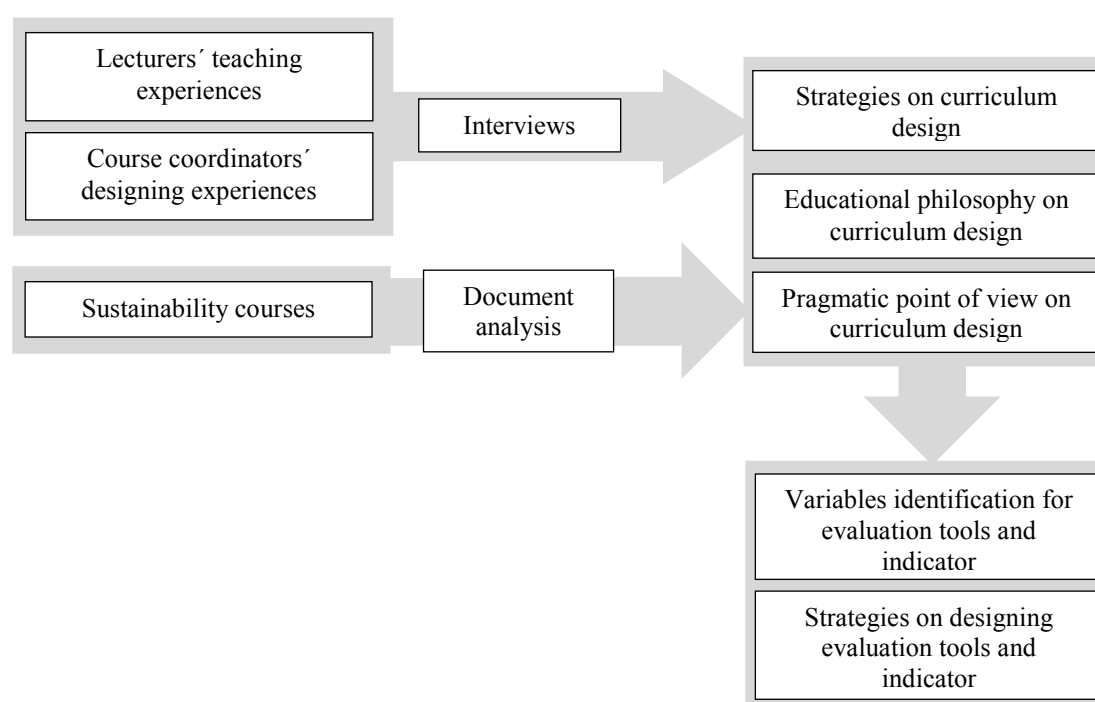 Lecturers´ teaching
experiences
Course coordinators´
designing experiences
Interviews
Strategies on curriculum
design
Educational philosophy on
curriculum design
Sustainability courses
Document
analysis
Pragmatic point of view on
curriculum design
Variables identification for
evaluation tools and
indicator
Strategies on designing
evaluation tools and
indicator